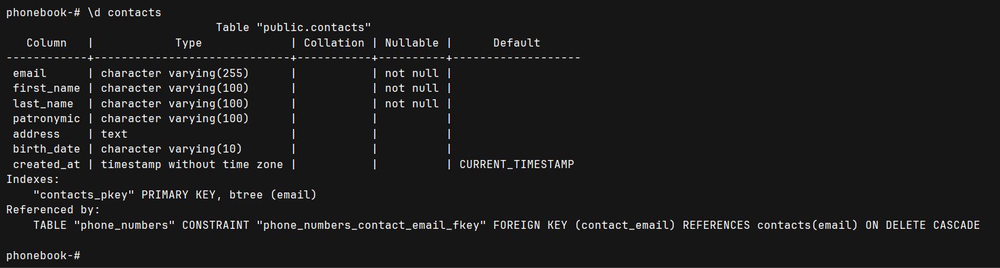 phonebook-# \d contacts
                               Table "public.contacts"
   Column   |            Type             | Collation | Nullable |      Default
------------+-----------------------------+-----------+----------+-------------------
 email      | character varying(255)      |           | not null |
 first_name | character varying(100)      |           | not null |
 last_name  | character varying(100)      |           | not null |
 patronymic | character varying(100)      |           |          |
 address    | text                        |           |          |
 birth_date | character varying(10)       |           |          |
 created_at | timestamp without time zone |           |          | CURRENT_TIMESTAMP
Indexes:
    "contacts_pkey" PRIMARY KEY, btree (email)
Referenced by:
    TABLE "phone_numbers" CONSTRAINT "phone_numbers_contact_email_fkey" FOREIGN KEY (contact_email) REFERENCES contacts(email) ON DELETE CASCADE

phonebook-#